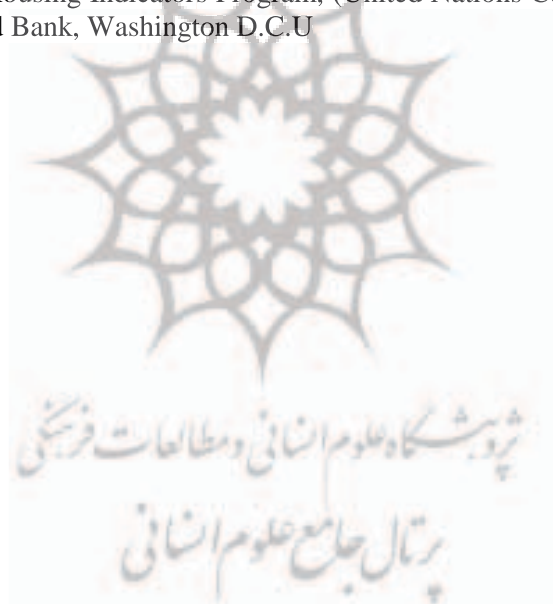 ousing Indicators Program, (United Nations C
Bank, Washington D.C.U
پژوهشگاه علوم انسانی و مطالعات فرهنگی
پرتال جامع علوم انسانی